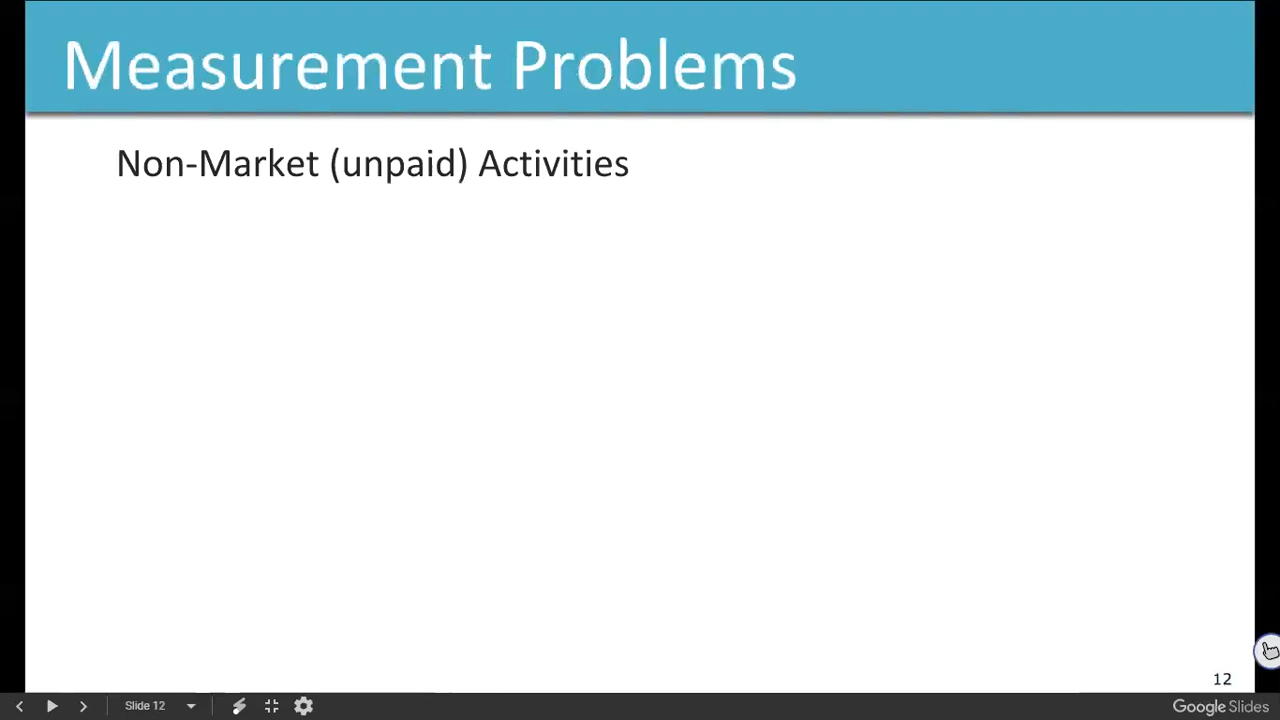 Measurement Problems
Non-Market (unpaid) Activities
12
Slide 12
Google Slides